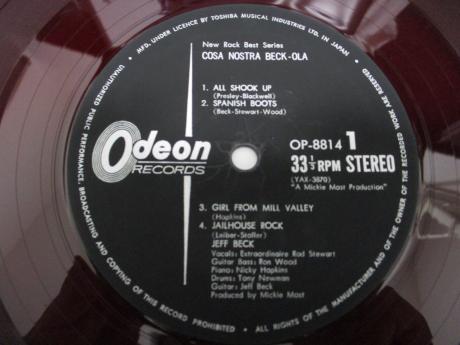 MFD. UNDER LICENCE BY TOSHIBA MUSICAL INDUSTRIES LTD. IN JAPAN
ALL RIGHTS OF THE MANUFACTURER AND OF THE OWNER OF THE RECORDED WORK ARE RESERVED
UNAUTHORIZED PUBLIC PERFORMANCE, BROADCASTING AND COPYING OF THIS RECORD PROHIBITED
New Rock Best Series
COSA NOSTRA BECK-OLA
1. ALL SHOOK UP
(Presley-Blackwell)
2. SPANISH BOOTS
(Beck-Stewart-Wood)
Odeon
RECORDS
OP-8814 1
33 1/3 RPM STEREO
(YAX-3870)
"A Mickie Most Production"
3. GIRL FROM MILL VALLEY
(Hopkins)
4. JAILHOUSE ROCK
(Leiber-Stoller)
JEFF BECK
Vocals: Extraordinaire Rod Stewart
Guitar Bass: Ron Wood
Piano: Nicky Hopkins
Drums: Tony Newman
Guitar: Jeff Beck
Produced by Mickie Most